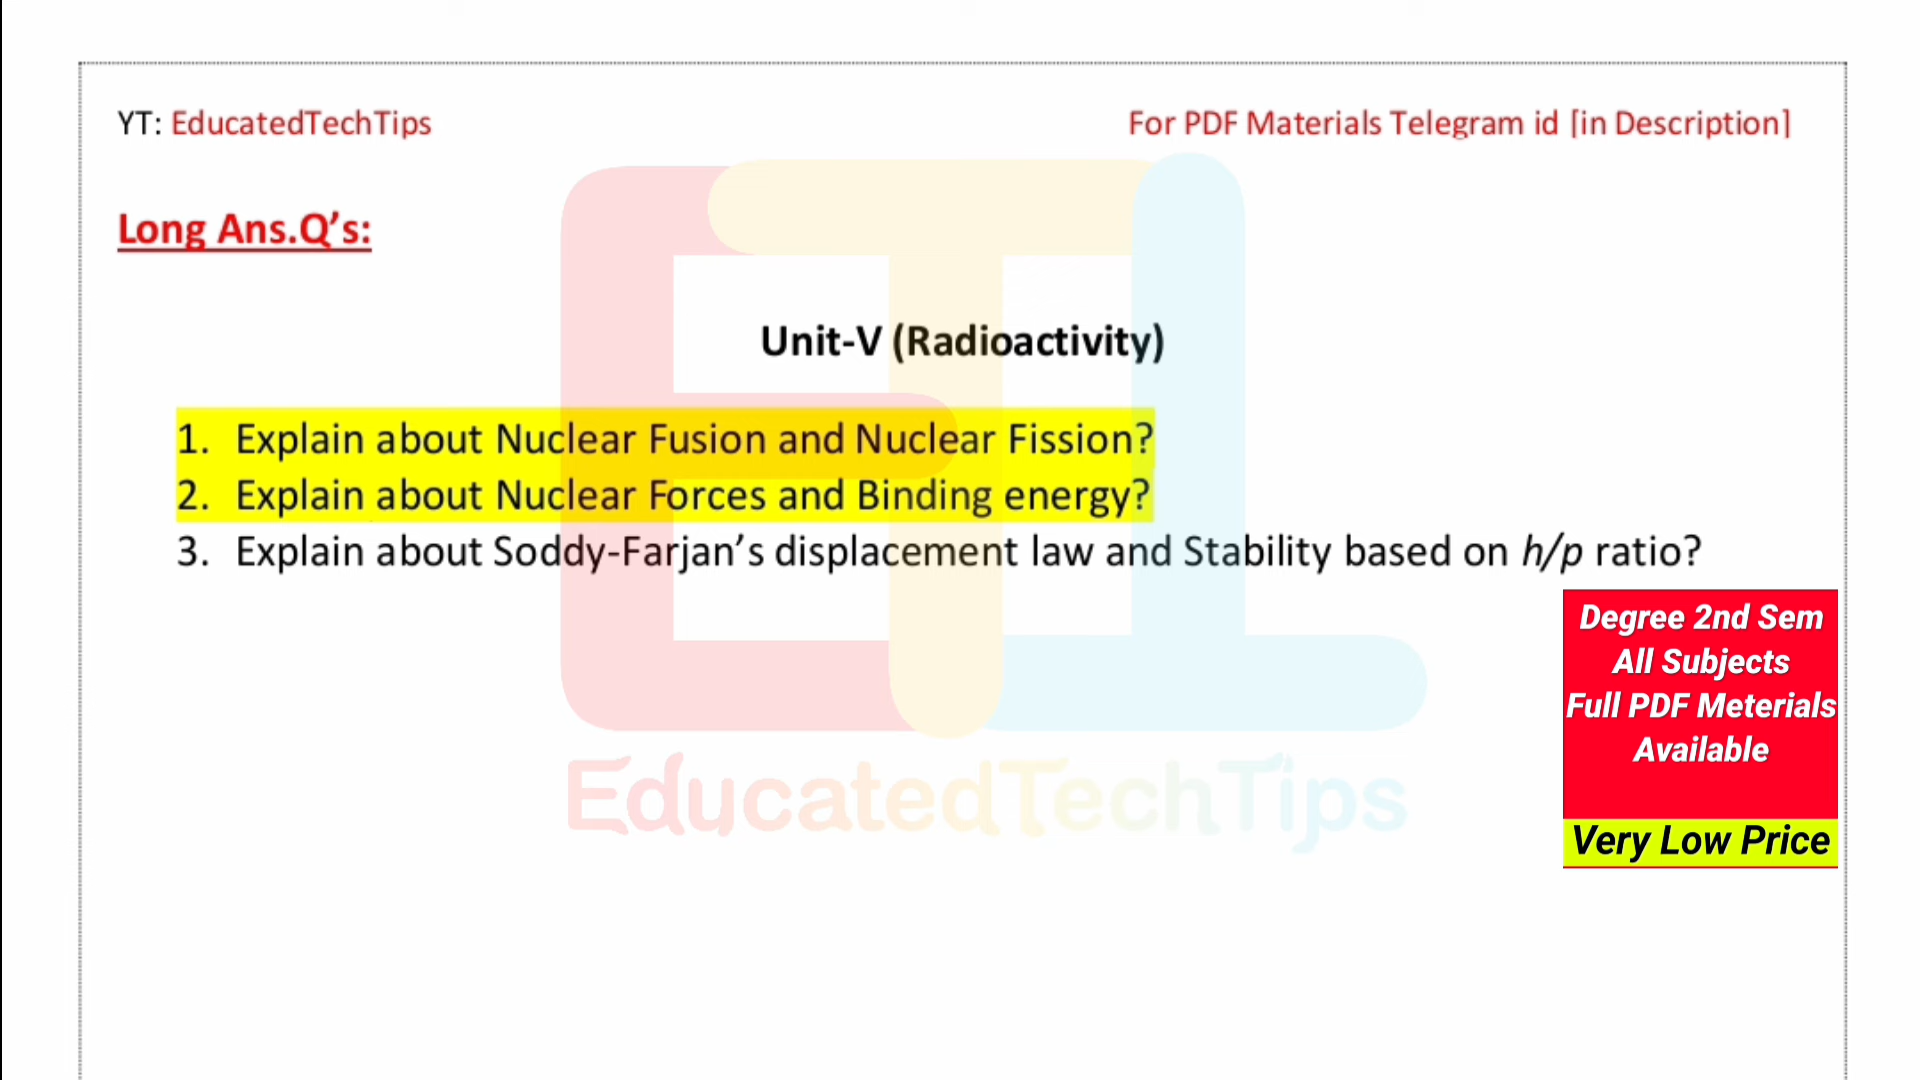 YT: EducatedTechTips
For PDF Materials Telegram id [in Description]
Long Ans.Q’s:
Unit-V (Radioactivity)
1. Explain about Nuclear Fusion and Nuclear Fission?
2. Explain about Nuclear Forces and Binding energy?
3. Explain about Soddy-Farjan’s displacement law and Stability based on h/p ratio?
Degree 2nd Sem
All Subjects
Full PDF Meterials
Available
Very Low Price
EducatedTechTips